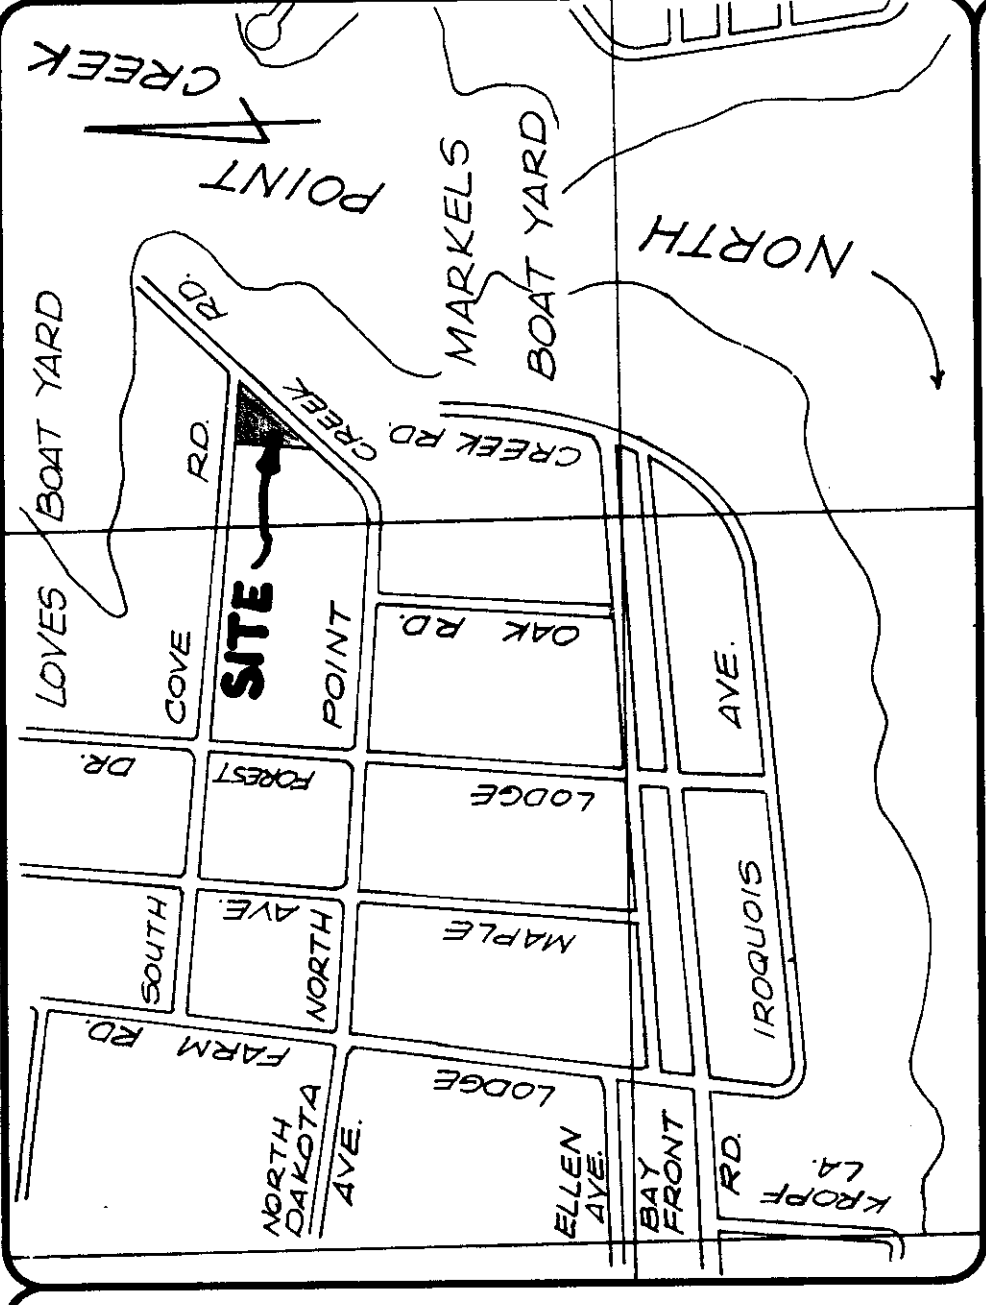 CREEK
POINT
NORTH
MARKELS
BOAT YARD
LOVES BOAT YARD
SOUTH COVE RD.
SITE
NORTH POINT CREEK RD.
CREEK RD.
OAK RD.
FOREST DR.
LODGE
MAPLE AVE.
LODGE FARM RD.
IROQUOIS AVE.
NORTH
DAKOTA
AVE.
ELLEN
AVE.
BAY
FRONT
RD.
KROPF
LA.